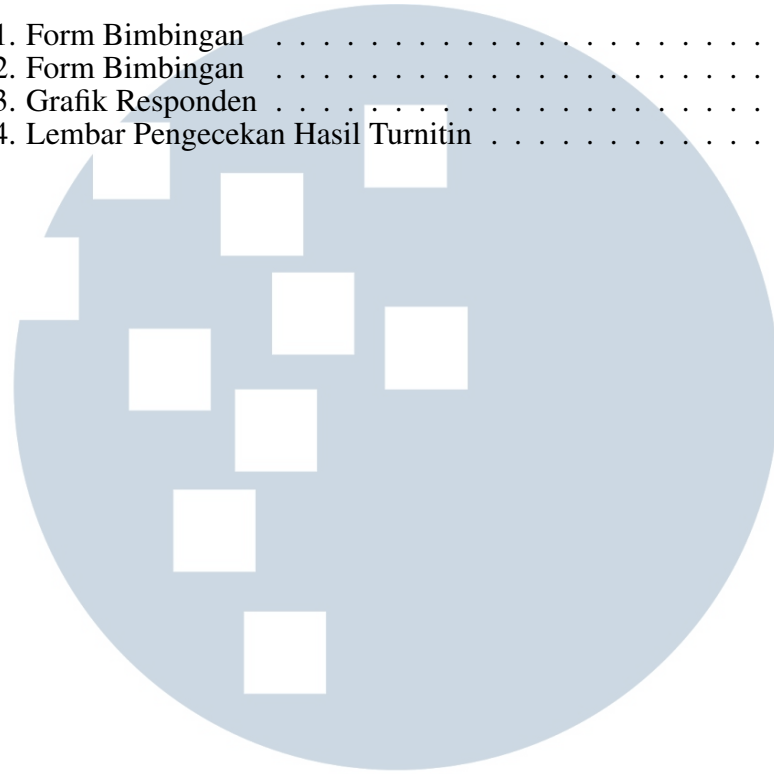 1. Form Bimbingan . . . . . . . . . . . . . . . . . . . . .
2. Form Bimbingan . . . . . . . . . . . . . . . . . . . . .
3. Grafik Responden . . . . . . . . . . . . . . . . . . . . .
4. Lembar Pengecekan Hasil Turnitin . . . . . . . . . . . .